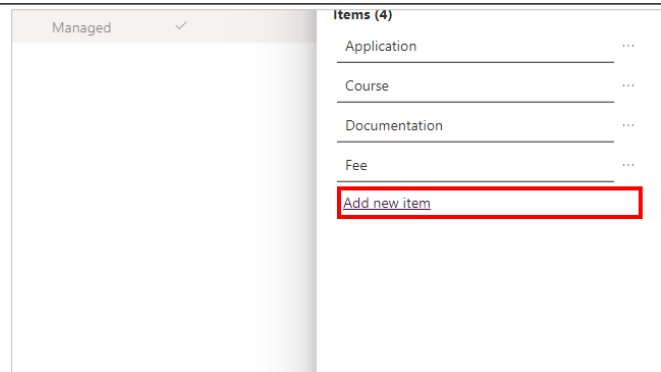 Items (4)
Managed
Application
Course
Documentation
Fee
Add new item